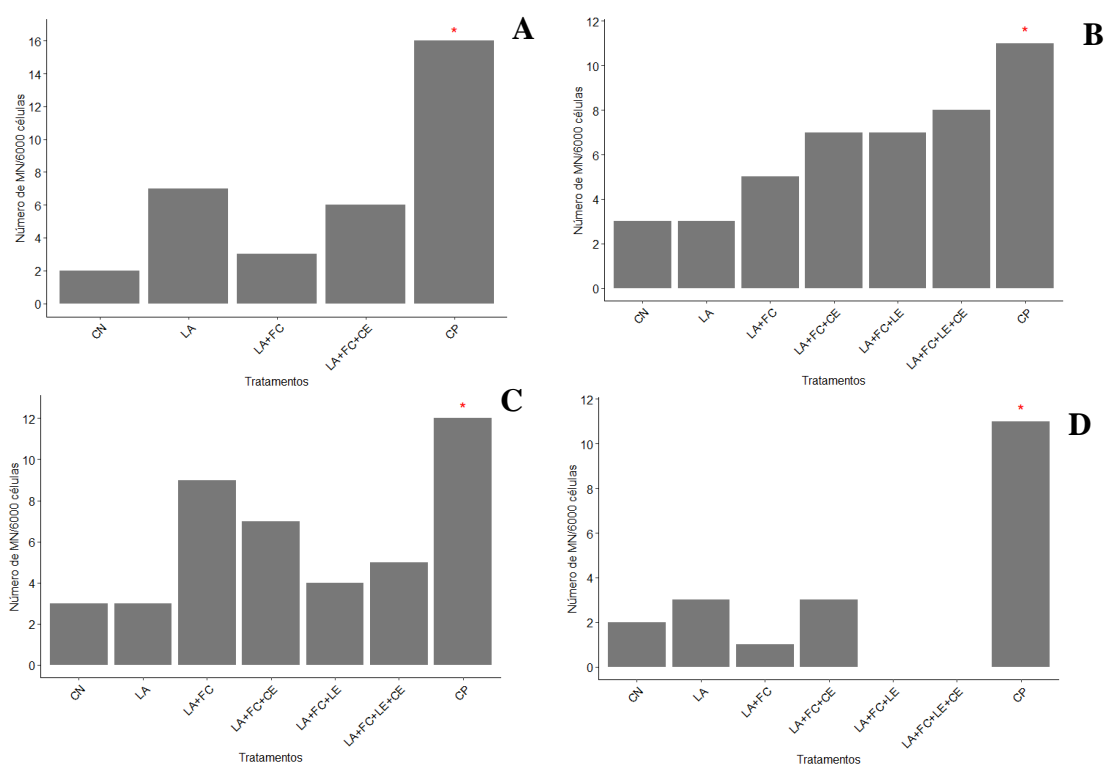 A
Número de MN/6000 células
16
14
12
10
8
6
4
2
0
*
CN
LA
LA+FC
LA+FC+CE
CP
Tratamentos
B
Número de MN/6000 células
12
10
8
6
4
2
0
*
CN
LA
LA+FC
LA+FC+CE
LA+FC+LE
LA+FC+LE+CE
CP
Tratamentos
C
Número de MN/6000 células
12
10
8
6
4
2
0
*
CN
LA
LA+FC
LA+FC+CE
LA+FC+LE
LA+FC+LE+CE
CP
Tratamentos
D
Número de MN/6000 células
12
10
8
6
4
2
0
*
CN
LA
LA+FC
LA+FC+CE
LA+FC+LE
LA+FC+LE+CE
CP
Tratamentos